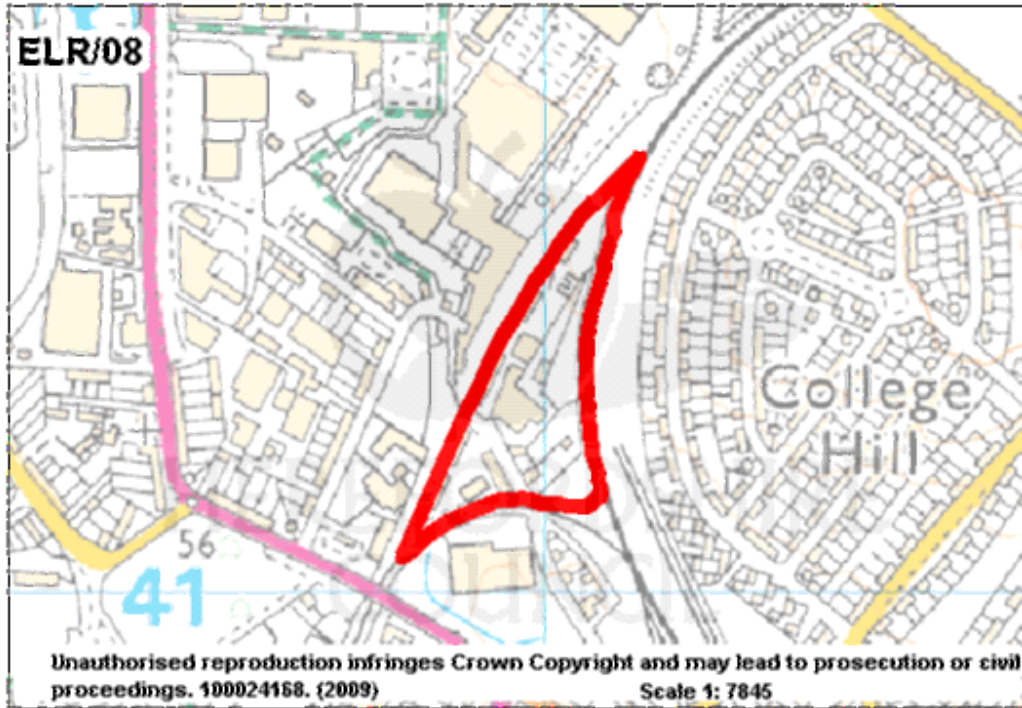 ELR/08
College
Hill
56
41
COUNCIL
Unauthorised reproduction infringes Crown Copyright and may lead to prosecution or civil
proceedings. 100024168. (2009)
Scale 1: 7845